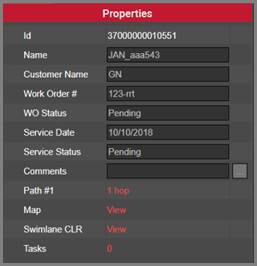 Properties
Id 37000000010551
Name JAN_aaa543
Customer Name GN
Work Order # 123-rrt
WO Status Pending
Service Date 10/10/2018
Service Status Pending
Comments ...
Path #1 1 hop
Map View
Swimlane CLR View
Tasks 0